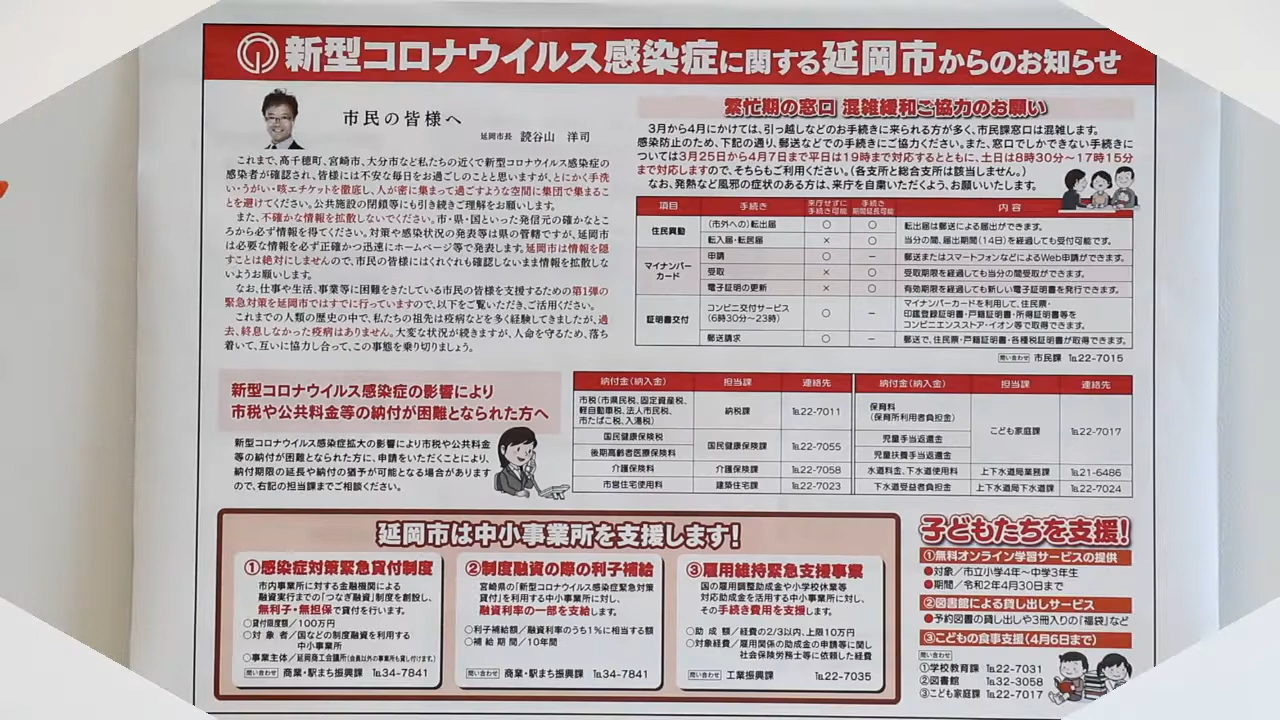 新型コロナウイルス感染症に関する延岡市からのお知らせ
市民の皆様へ
延岡市長 読谷山 洋司
これまで、高千穂町、宮崎市、大分市など私たちの近くで新型コロナウイルス感染症の
感染者が確認され、皆様には不安な毎日をお過ごしのことと思いますが、とにかく手洗
い・うがい・咳エチケットを徹底し、人が密に集まって過ごすような空間に集団で集まるこ
とを避けてください。公共施設の閉鎖等にも引き続きご理解をお願いします。
また、不確かな情報を拡散しないでください。市・県・国といった発信元の確かなとこ
ろから必ず情報を得てください。対策や感染状況の発表等は県の管轄ですが、延岡市
は必要な情報を必ず正確かつ迅速にホームページ等で発表します。延岡市は情報を隠
すことは絶対にしませんので、市民の皆様にはくれぐれも確認しないまま情報を拡散しな
いようお願いします。
なお、仕事や生活、事業等に困難をきたしている市民の皆様を支援するための第1弾の
緊急対策を延岡市ではすでに行っていますので、以下をご覧いただき、ご活用ください。
これまでの人類の歴史の中で、私たちの祖先は疫病などを多く経験してきましたが、過
去、終息しなかった疫病はありません。大変な状況が続きますが、人命を守るため、落ち
着いて、互いに協力し合って、この事態を乗り切りましょう。
繁忙期の窓口 混雑緩和ご協力のお願い
3月から4月にかけては、引っ越しなどのお手続きに来られる方が多く、市民課窓口は混雑します。
感染防止のため、下記の通り、郵送などでの手続きにご協力ください。また、窓口でしかできない手続き
については3月25日から4月7日まで平日は19時まで対応するとともに、土日は8時30分～17時15分
まで対応しますので、そちらもご利用ください。(各支所と総合支所は該当しません。)
なお、発熱など風邪の症状のある方は、来庁を自粛いただくよう、お願いいたします。
項目 手続き 来庁せずに手続き可能 手続き期間延長可能 内容
住民異動 (市外への)転出届 ○ ○ 転出届は郵送による届出ができます。
転入届・転居届 × ○ 当分の間、届出期間(14日)を経過しても受付可能です。
マイナンバーカード 申請 ○ － 郵送またはスマートフォンなどによるWeb申請ができます。
受取 × ○ 受取期限を経過しても当分の間受取ができます。
電子証明の更新 × ○ 有効期限を経過しても新しい電子証明書を発行できます。
証明書交付 コンビニ交付サービス(6時30分～23時) ○ － マイナンバーカードを利用して、住民票・
印鑑登録証明書・戸籍証明書・所得証明書等を
コンビニエンスストア・イオン等で取得できます。
郵送請求 ○ － 郵送で、住民票・戸籍証明書・各種税証明書が取得できます。
問い合わせ 市民課 ℡22-7015
新型コロナウイルス感染症の影響により
市税や公共料金等の納付が困難となられた方へ
新型コロナウイルス感染症拡大の影響により市税や公共料金
等の納付が困難となられた方に、申請をいただくことにより、
納付期限の延長や納付の猶予が可能となる場合があります
ので、右記の担当課までご相談ください。
納付金(納入金) 担当課 連絡先
市税(市県民税、固定資産税、
軽自動車税、法人市民税、
市たばこ税、入湯税) 納税課 ℡22-7011
国民健康保険税
後期高齢者医療保険料 国民健康保険課 ℡22-7055
介護保険料 介護保険課 ℡22-7058
市営住宅使用料 建築住宅課 ℡22-7023
納付金(納入金) 担当課 連絡先
保育料
(保育所利用者負担金)
児童手当返還金
児童扶養手当返還金 こども家庭課 ℡22-7017
水道料金、下水道使用料 上下水道局業務課 ℡21-6486
下水道受益者負担金 上下水道局下水道課 ℡22-7024
延岡市は中小事業所を支援します!
①感染症対策緊急貸付制度
市内事業所に対する金融機関による
融資実行までの「つなぎ融資」制度を創設し、
無利子・無担保で貸付を行います。
○貸付限度額/100万円
○対象者/国などの制度融資を利用する
中小事業所
○事業主体/延岡商工会議所(会員以外の事業所も貸し付けます。)
問い合わせ 商業・駅まち振興課 ℡34-7841
②制度融資の際の利子補給
宮崎県の「新型コロナウイルス感染症緊急対策
貸付」を利用する中小事業所に対し、
融資利率の一部を支給します。
○利子補給額/融資利率のうち1%に相当する額
○補給期間/10年間
問い合わせ 商業・駅まち振興課 ℡34-7841
③雇用維持緊急支援事業
国の雇用調整助成金や小学校休業等
対応助成金を活用する中小事業所に対し、
その手続き費用を支援します。
○助成額/経費の2/3以内、上限10万円
○対象経費/雇用関係の助成金の申請等に関し
社会保険労務士等に依頼した経費
問い合わせ 工業振興課 ℡22-7035
子どもたちを支援!
①無料オンライン学習サービスの提供
●対象/市立小学4年～中学3年生
●期間/令和2年4月30日まで
②図書館による貸し出しサービス
●予約図書の貸し出しや3冊入りの「福袋」など
③こどもの食事支援(4月6日まで)
問い合わせ
①学校教育課 ℡22-7031
②図書館 ℡32-3058
③こども家庭課 ℡22-7017